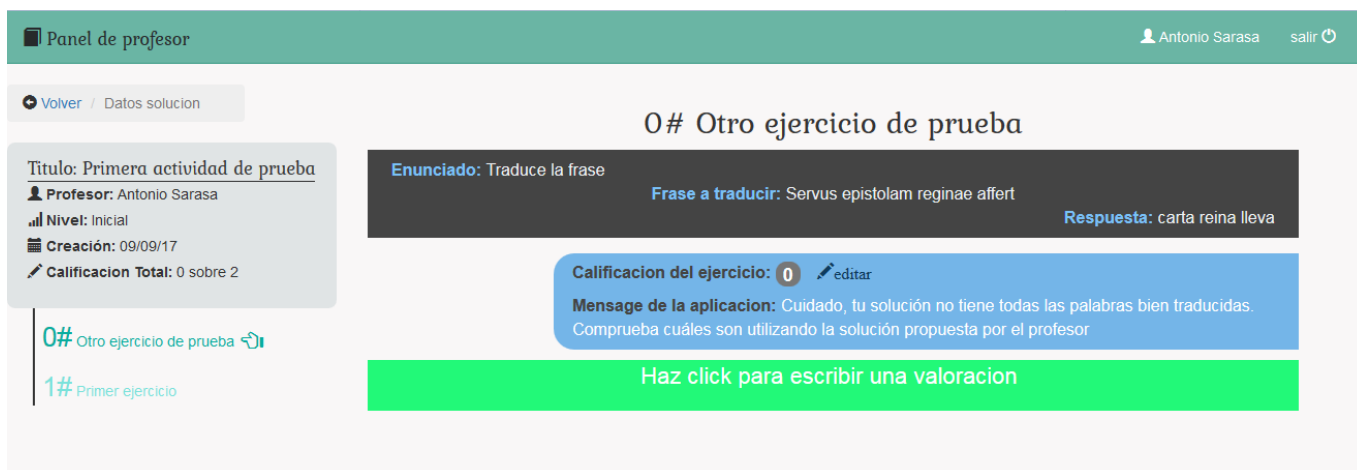 Panel de profesor
Antonio Sarasa salir
Volver / Datos solucion
0# Otro ejercicio de prueba
Titulo: Primera actividad de prueba
Profesor: Antonio Sarasa
Nivel: Inicial
Creación: 09/09/17
Calificacion Total: 0 sobre 2
0# Otro ejercicio de prueba
1# Primer ejercicio
Enunciado: Traduce la frase
Frase a traducir: Servus epistolam reginae affert
Respuesta: carta reina lleva
Calificacion del ejercicio: 0 editar
Mensage de la aplicacion: Cuidado, tu solución no tiene todas las palabras bien traducidas.
Comprueba cuáles son utilizando la solución propuesta por el profesor
Haz click para escribir una valoracion